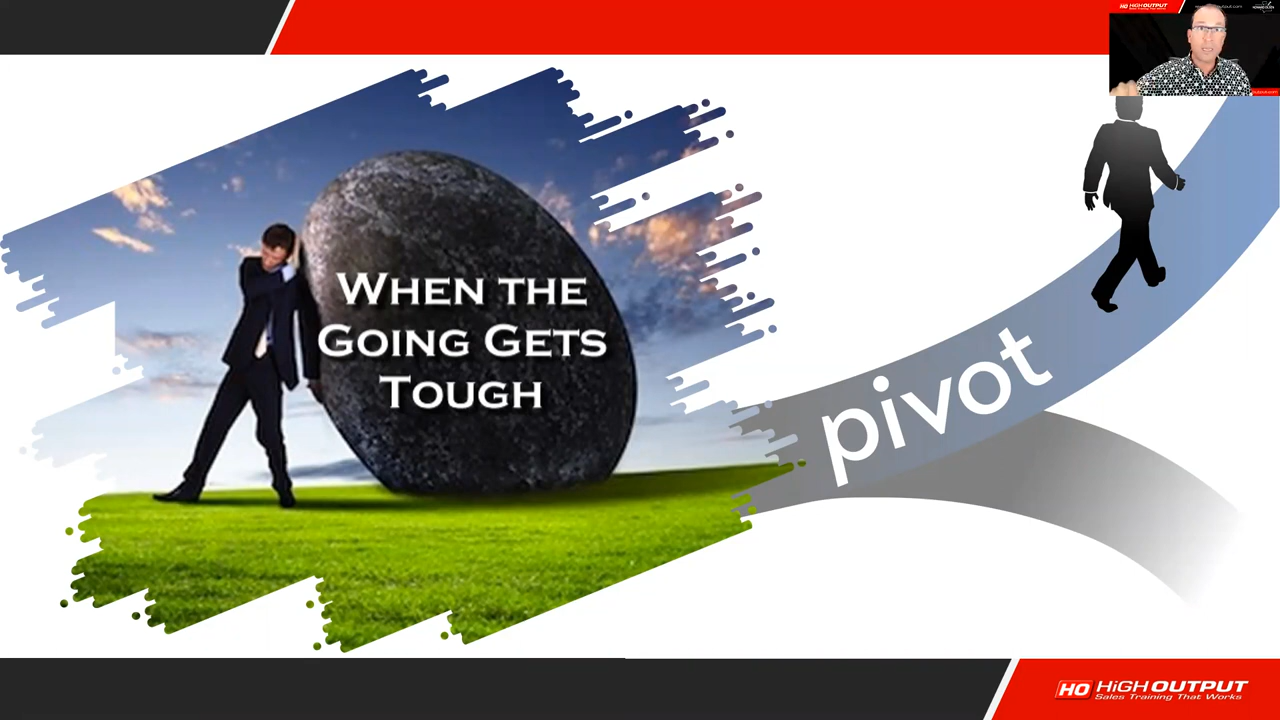 HO HIGH OUTPUT
WHEN THE
GOING GETS
TOUGH
pivot
HO HIGH OUTPUT
Sales Training That Works